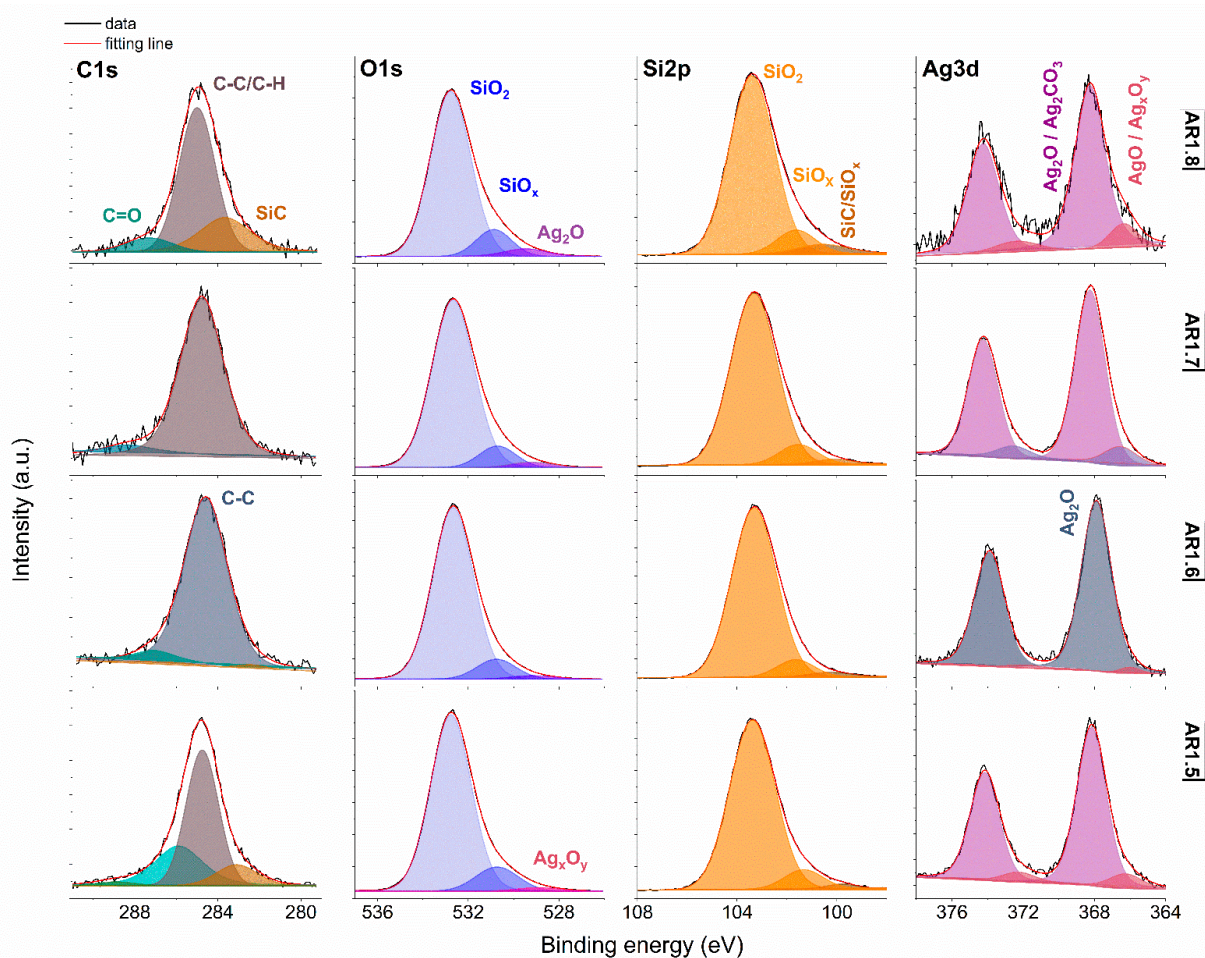 data
fitting line
C1s
O1s
Si2p
Ag3d
C-C/C-H
C=O
SiC
SiO₂
SiOₓ
Ag₂O
SiO₂
SiOₓ
SiC/SiOₓ
Ag₂O / Ag₂CO₃
AgO / AgₓOᵧ
AR1.8
AR1.7
C-C
Ag₂O
AR1.6
AgₓOᵧ
AR1.5
Intensity (a.u.)
288 284 280
536 532 528
108 104 100
376 372 368 364
Binding energy (eV)